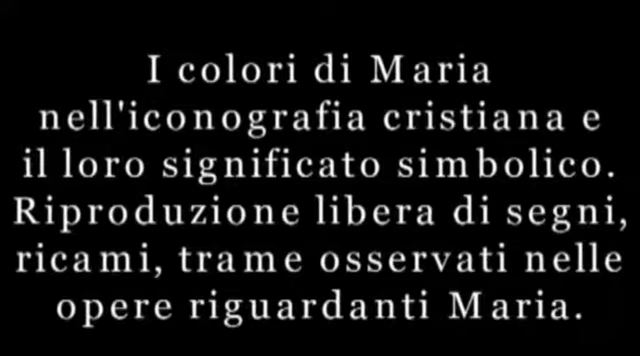 I colori di Maria
nell'iconografia cristiana e
il loro significato simbolico.
Riproduzione libera di segni,
ricami, trame osservati nelle
opere riguardanti Maria.